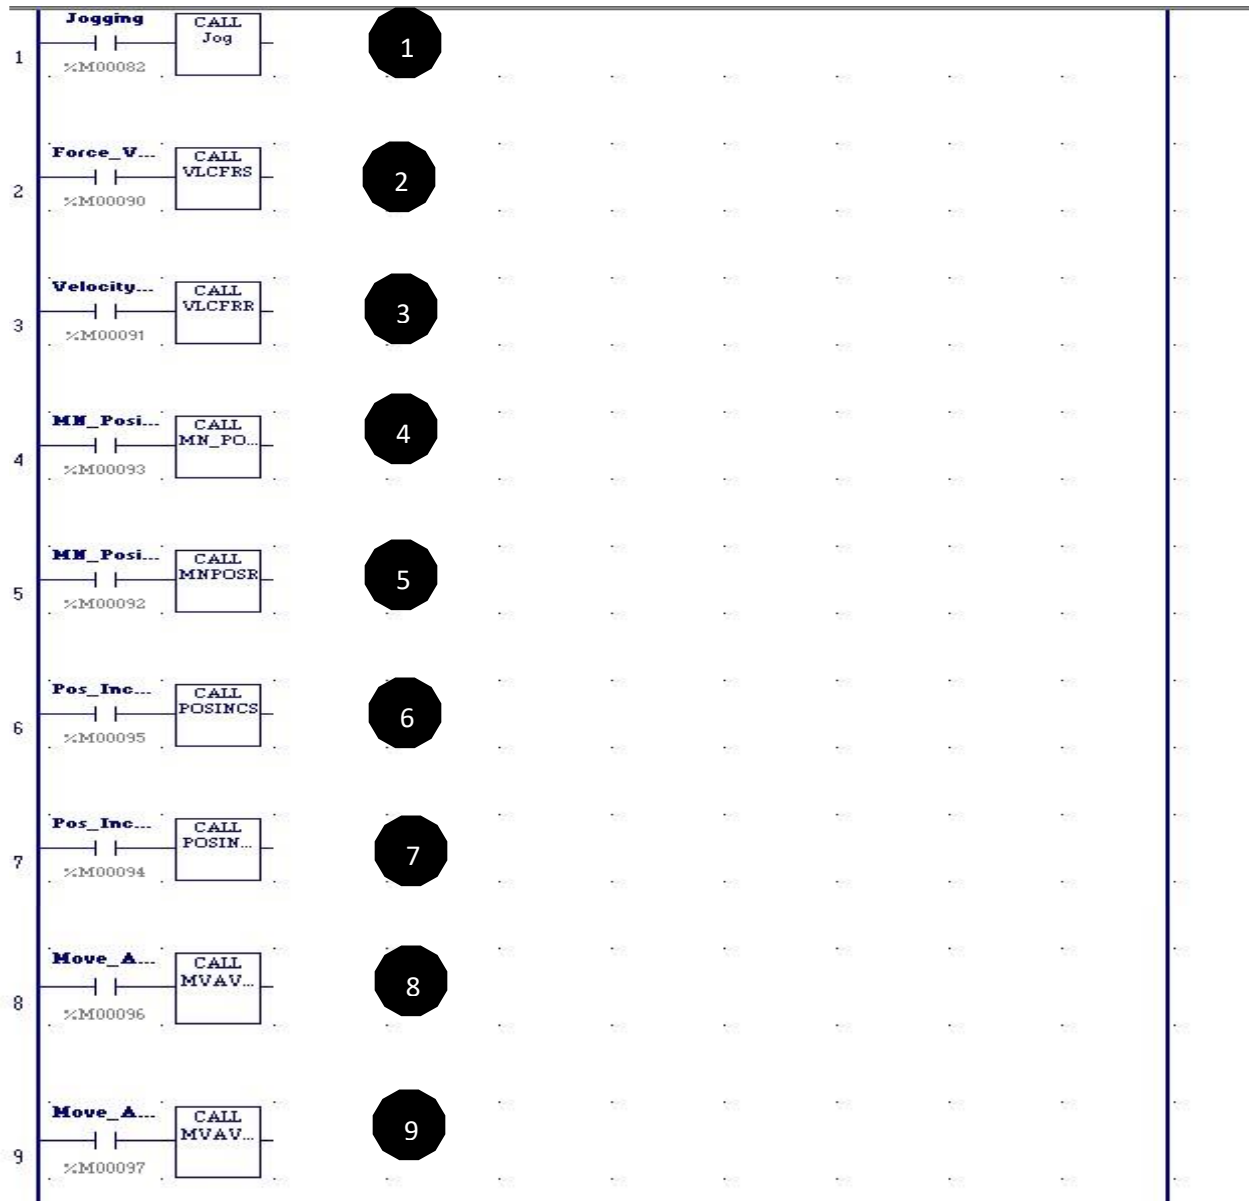 Jogging
CALL
Jog
1
1
%M00082
Force_V...
CALL
VLCFRS
2
2
%M00090
Velocity...
CALL
VLCFRR
3
3
%M00091
MN_Posi...
CALL
MN_PO...
4
4
%M00093
MN_Posi...
CALL
MNPOSR
5
5
%M00092
Pos_Inc...
CALL
POSINCS
6
6
%M00095
Pos_Inc...
CALL
POSIN...
7
7
%M00094
Move_A...
CALL
MVAV...
8
8
%M00096
Move_A...
CALL
MVAV...
9
9
%M00097